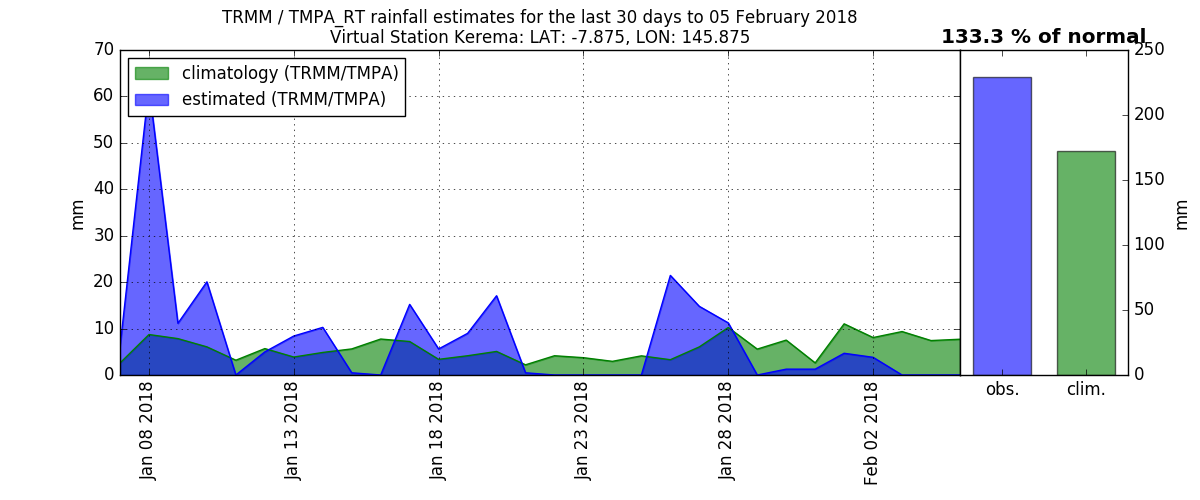 TRMM / TMPA_RT rainfall estimates for the last 30 days to 05 February 2018
Virtual Station Kerema: LAT: -7.875, LON: 145.875
133.3 % of normal
climatology (TRMM/TMPA)
estimated (TRMM/TMPA)
70
60
50
40
30
20
10
0
mm
Jan 08 2018
Jan 13 2018
Jan 18 2018
Jan 23 2018
Jan 28 2018
Feb 02 2018
250
200
150
100
50
0
mm
obs.
clim.